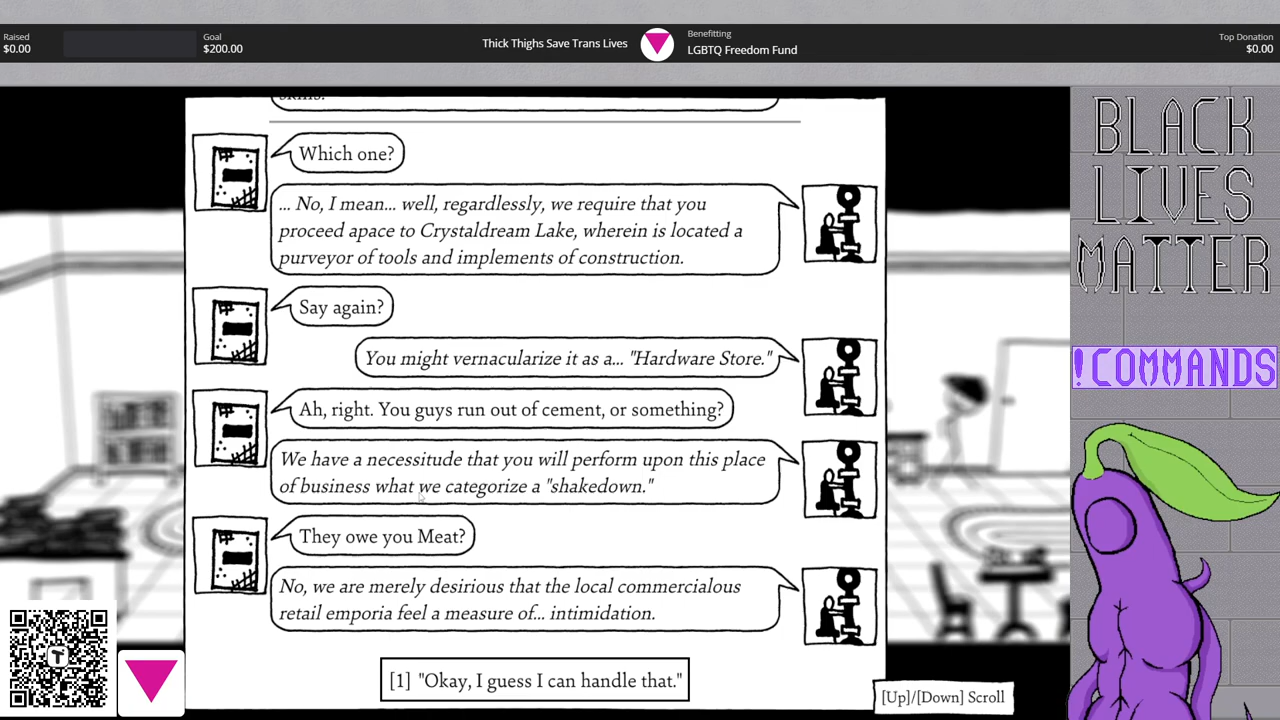 Raised
$0.00
Goal
$200.00
Thick Thighs Save Trans Lives
Benefitting
LGBTQ Freedom Fund
Top Donation
$0.00
skills.
Which one?
... No, I mean... well, regardlessly, we require that you
proceed apace to Crystaldream Lake, wherein is located a
purveyor of tools and implements of construction.
Say again?
You might vernacularize it as a... "Hardware Store."
Ah, right. You guys run out of cement, or something?
We have a necessitude that you will perform upon this place
of business what we categorize a "shakedown."
They owe you Meat?
No, we are merely desirious that the local commercialous
retail emporia feel a measure of... intimidation.
[1] "Okay, I guess I can handle that."
[Up]/[Down] Scroll
BLACK
LIVES
MATTER
!COMMANDS